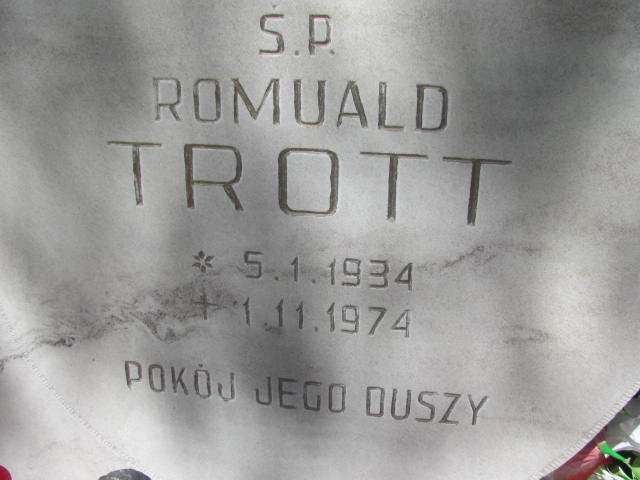 Ś.P.
ROMUALD
TROTT
* 5.1.1934
† 1.11.1974
POKÓJ JEGO DUSZY